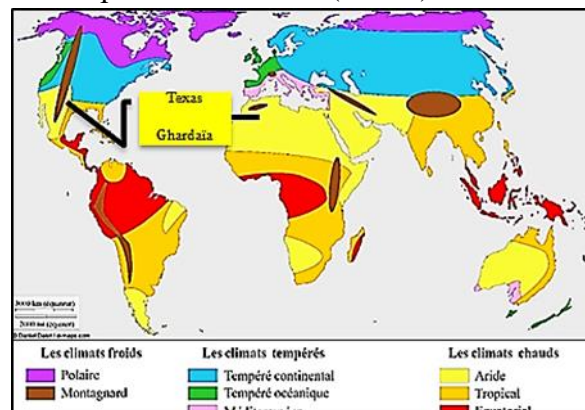 Texas
Ghardaïa
Les climats froids
Polaire
Montagnard
Les climats tempérés
Tempéré continental
Tempéré océanique
Les climats chauds
Aride
Tropical